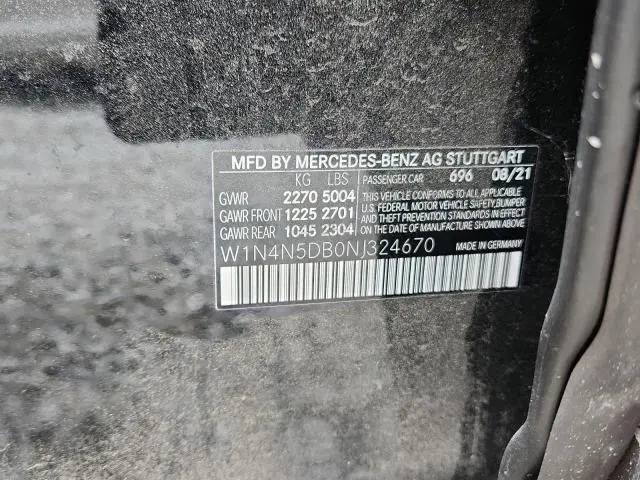 MFD BY MERCEDES-BENZ AG STUTTGART
KG LBS PASSENGER CAR 696 08/21
GVWR 2270 5004
GAWR FRONT 1225 2701
GAWR REAR 1045 2304
THIS VEHICLE CONFORMS TO ALL APPLICABLE
U.S. FEDERAL MOTOR VEHICLE SAFETY, BUMPER,
AND THEFT PREVENTION STANDARDS IN EFFECT
ON THE DATE OF MANUFACTURE SHOWN ABOVE.
W1N4N5DB0NJ324670 MADE IN GERMANY